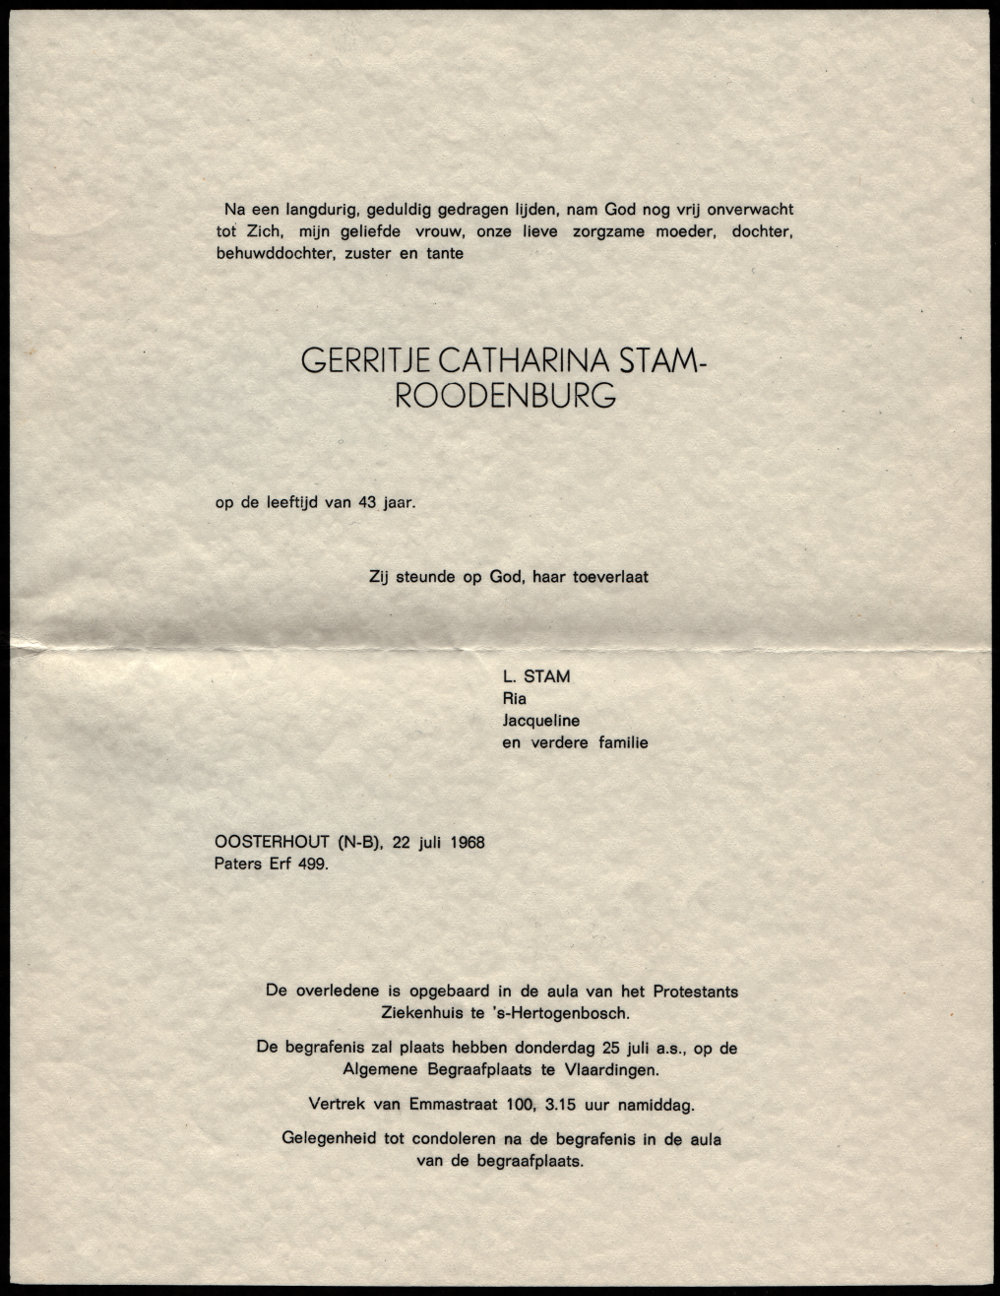 Na een langdurig, geduldig gedragen lijden, nam God nog vrij onverwacht
tot Zich, mijn geliefde vrouw, onze lieve zorgzame moeder, dochter,
behuwddochter, zuster en tante
GERRITJE CATHARINA STAM-
ROODENBURG
op de leeftijd van 43 jaar.
Zij steunde op God, haar toeverlaat
L. STAM
Ria
Jacqueline
en verdere familie
OOSTERHOUT (N-B), 22 juli 1968
Paters Erf 499.
De overledene is opgebaard in de aula van het Protestants
Ziekenhuis te 's-Hertogenbosch.
De begrafenis zal plaats hebben donderdag 25 juli a.s., op de
Algemene Begraafplaats te Vlaardingen.
Vertrek van Emmastraat 100, 3.15 uur namiddag.
Gelegenheid tot condoleren na de begrafenis in de aula
van de begraafplaats.